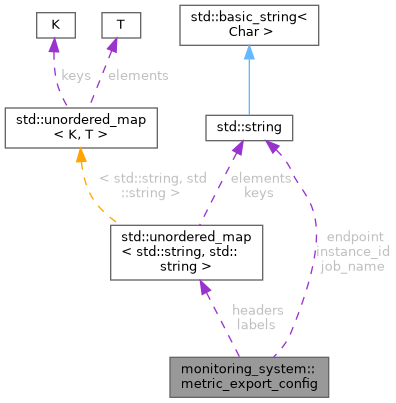 K
T
std::basic_string<
Char >
keys
elements
std::unordered_map
< K, T >
std::string
< std::string, std
::string >
elements
keys
std::unordered_map
< std::string, std::
string >
endpoint
instance_id
job_name
headers
labels
monitoring_system::
metric_export_config